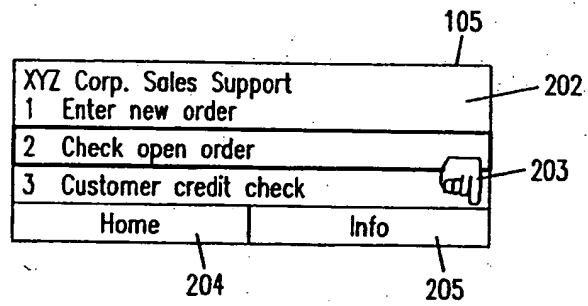 105
XYZ Corp. Sales Support
202
1 Enter new order
2 Check open order
203
3 Customer credit check
Home Info
204 205